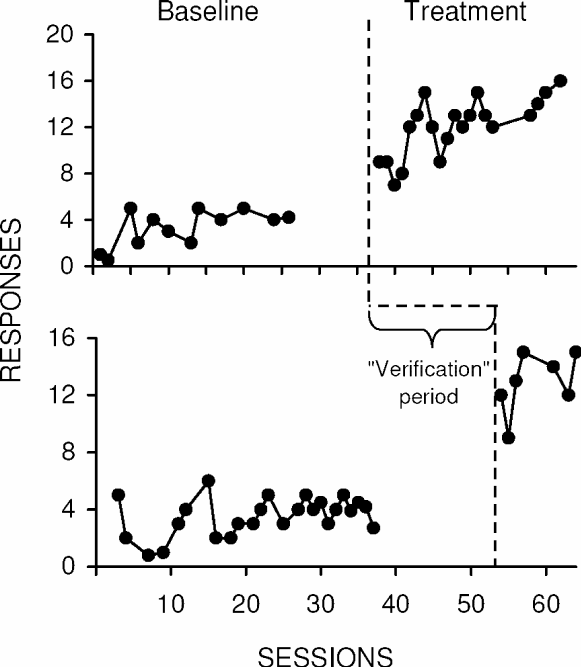 Baseline
Treatment
20
16
12
8
4
0
RESPONSES
16
12
8
4
0
"Verification"
period
10 20 30 40 50 60
SESSIONS